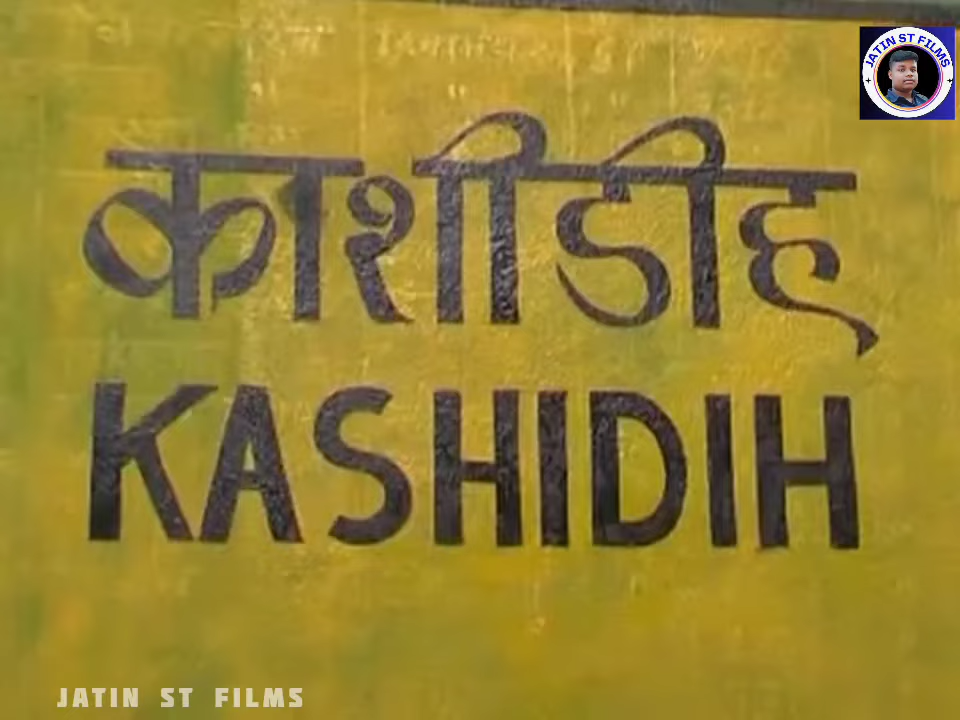 JATIN ST FILMS
काशीडीह
KASHIDIH
JATIN ST FILMS